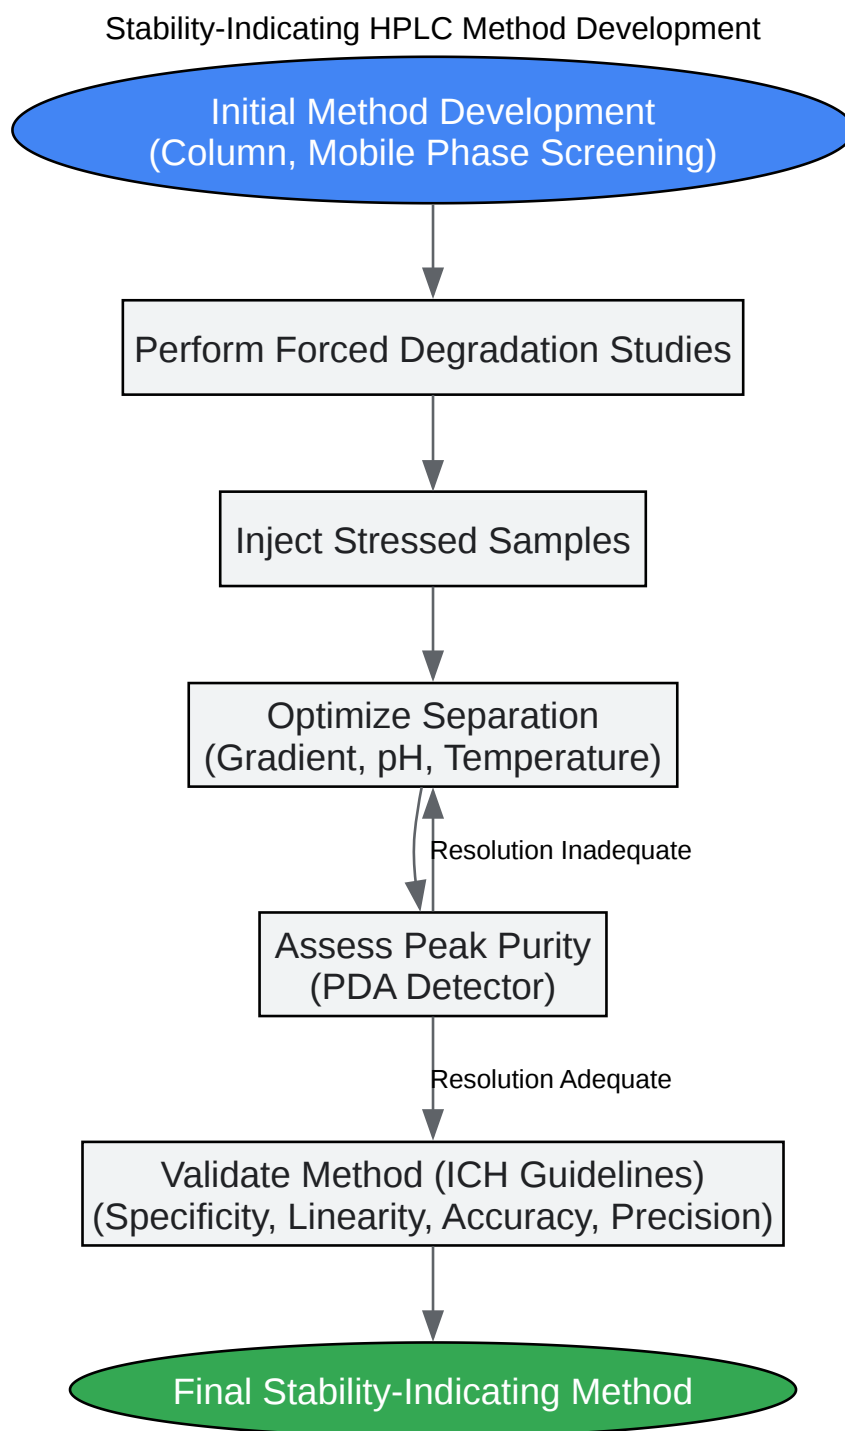 Stability-Indicating HPLC Method Development
Initial Method Development
(Column, Mobile Phase Screening)
Perform Forced Degradation Studies
Inject Stressed Samples
Optimize Separation
(Gradient, pH, Temperature)
Resolution Inadequate
Assess Peak Purity
(PDA Detector)
Resolution Adequate
Validate Method (ICH Guidelines)
(Specificity, Linearity, Accuracy, Precision)
Final Stability-Indicating Method